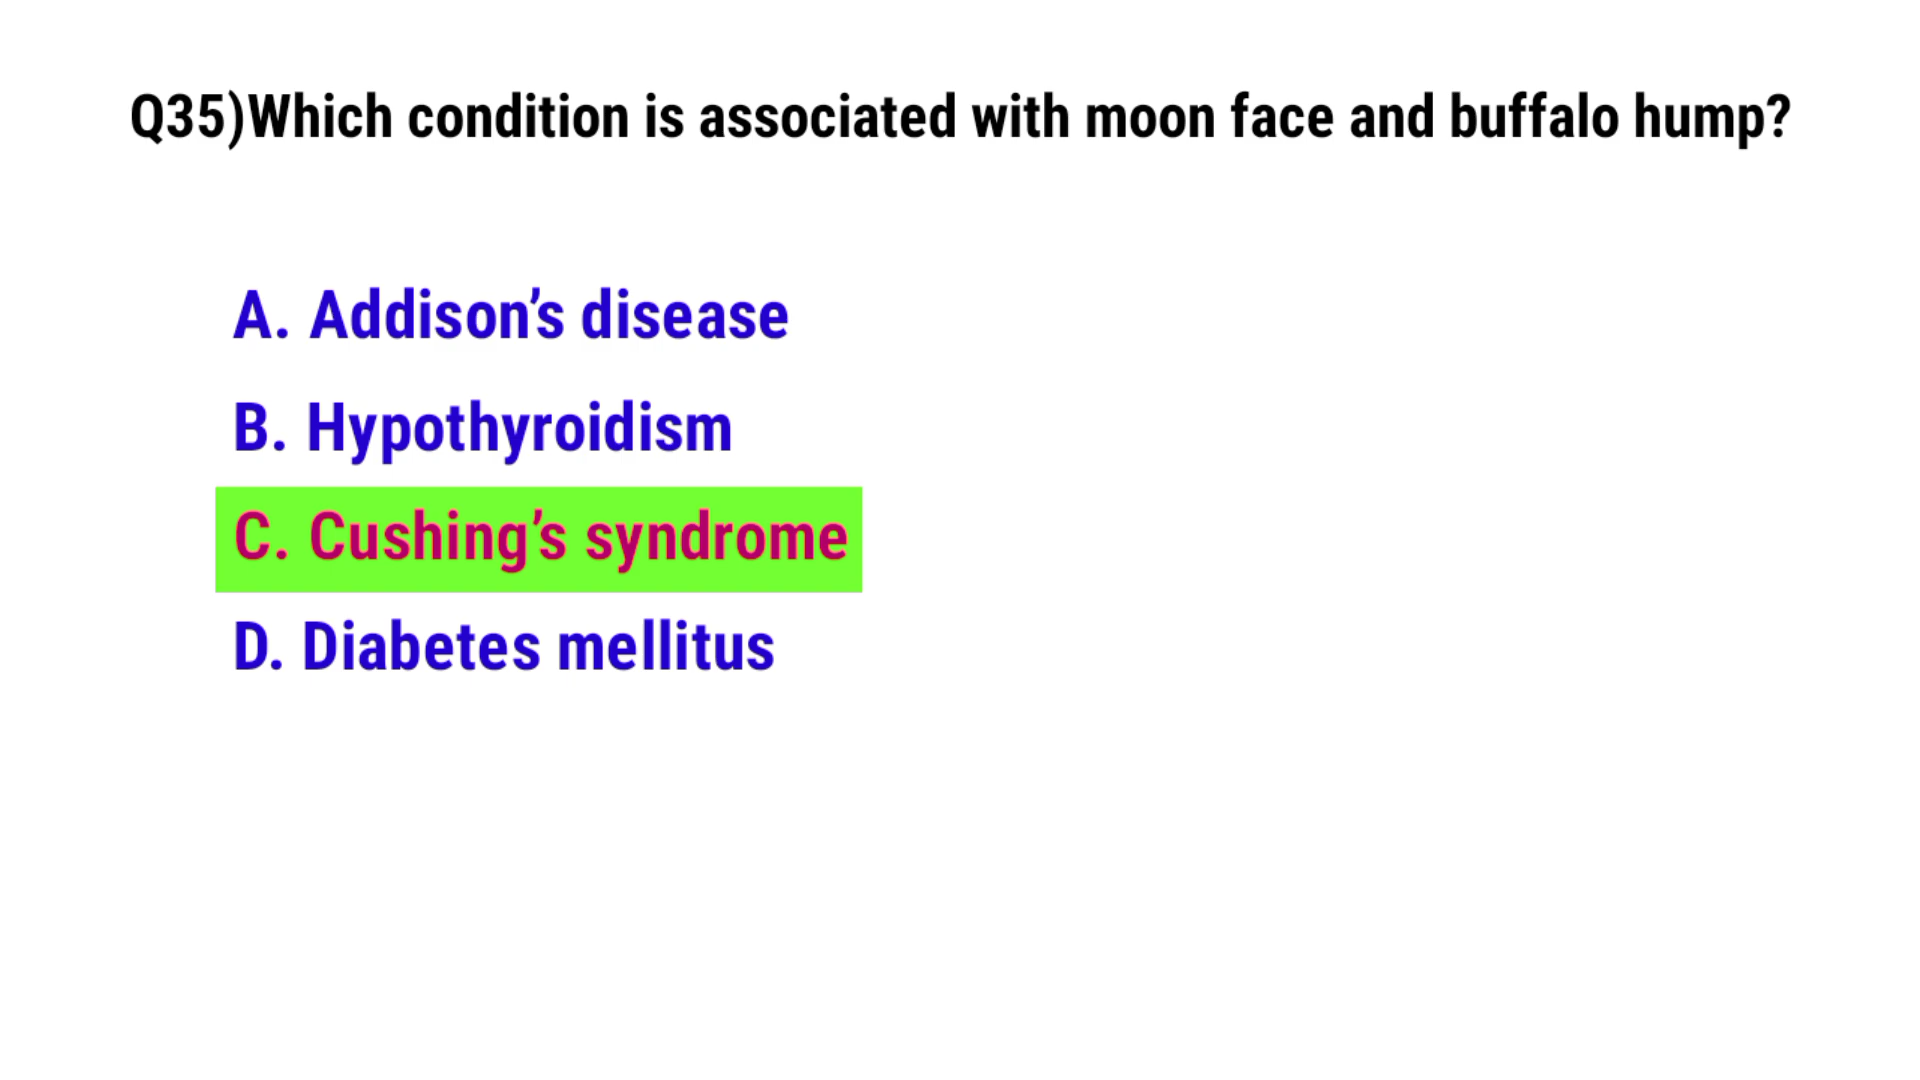 Q35)Which condition is associated with moon face and buffalo hump?
A. Addison’s disease
B. Hypothyroidism
C. Cushing’s syndrome
D. Diabetes mellitus